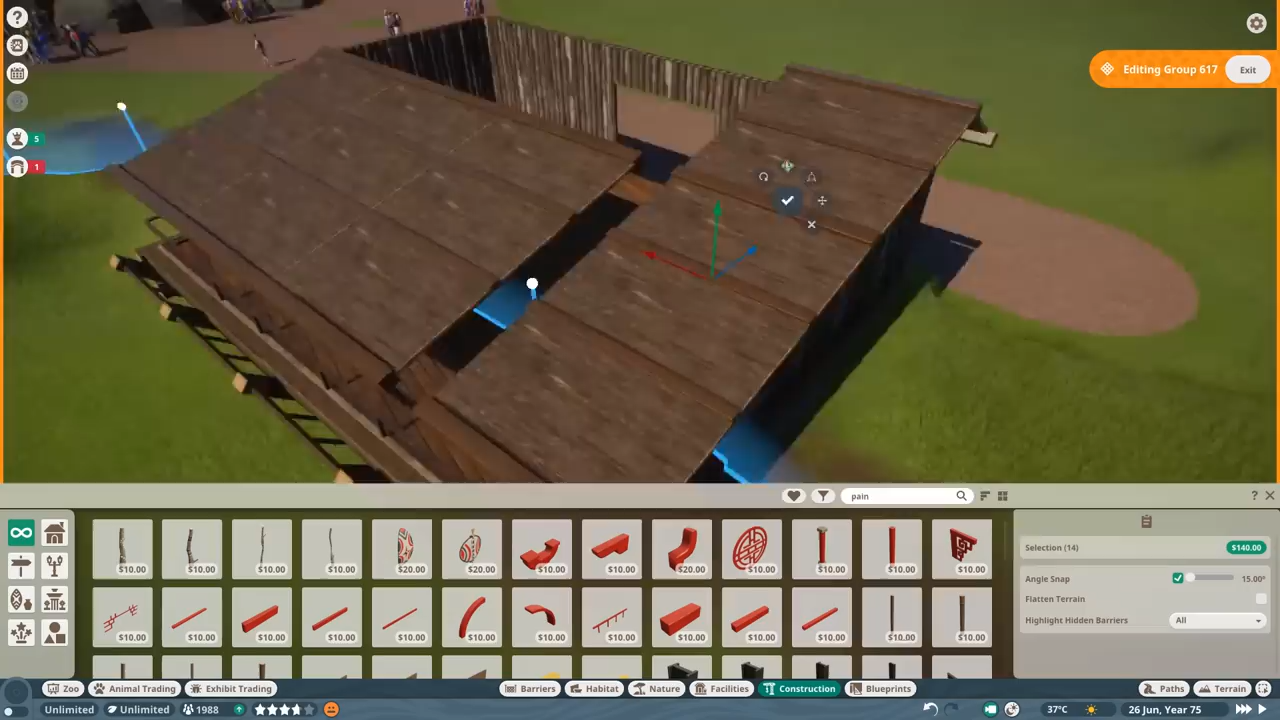 Editing Group 617
Exit
5
1
pain
$10.00 $10.00 $10.00 $10.00 $20.00 $20.00 $10.00 $10.00 $20.00 $10.00 $10.00 $10.00 $10.00
$10.00 $10.00 $10.00 $10.00 $10.00 $10.00 $10.00 $10.00 $10.00 $10.00 $10.00 $10.00 $10.00
Selection (14) $140.00
Angle Snap 15.00°
Flatten Terrain
Highlight Hidden Barriers All
Zoo Animal Trading Exhibit Trading Barriers Habitat Nature Facilities Construction Blueprints Paths Terrain
Unlimited Unlimited 1988 37°C 26 Jun, Year 75